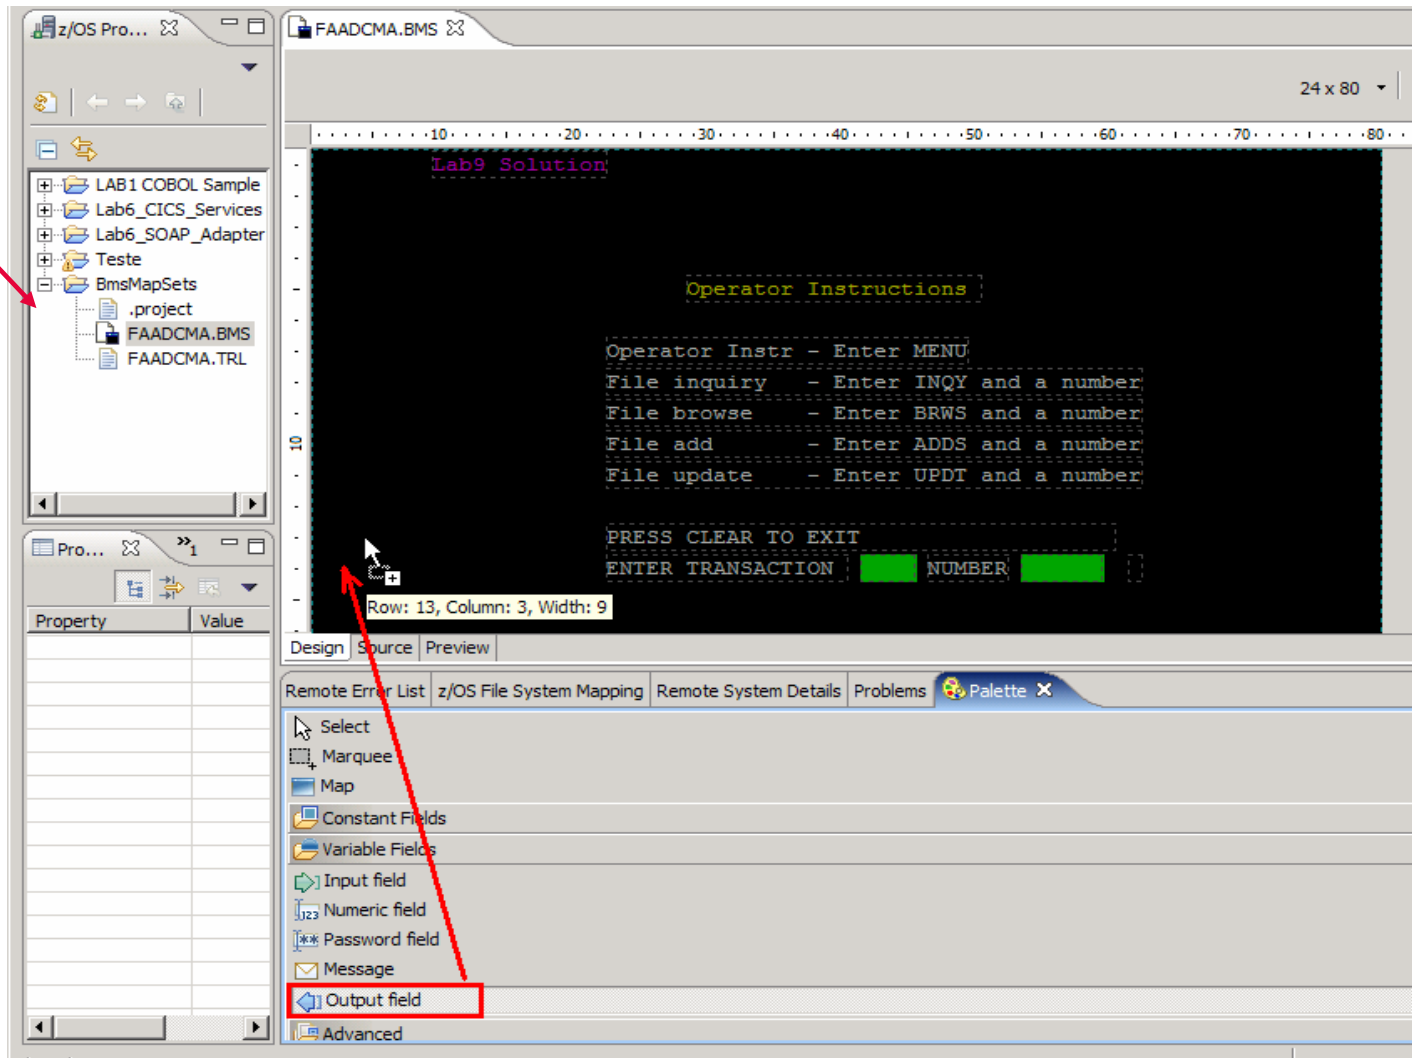 z/OS Pro...
FAADCMA.BMS
24 x 80
10 20 30 40 50 60 70 80
LAB1 COBOL Sample
Lab6_CICS_Services
Lab6_SOAP_Adapter
Teste
BmsMapSets
.project
FAADCMA.BMS
FAADCMA.TRL
Lab9 Solution
Operator Instructions
Operator Instr - Enter MENU
File inquiry - Enter INQY and a number
File browse - Enter BRWS and a number
10
File add - Enter ADDS and a number
File update - Enter UPDT and a number
PRESS CLEAR TO EXIT
ENTER TRANSACTION NUMBER
Row: 13, Column: 3, Width: 9
Design Source Preview
Pro... »1
Property Value
Remote Error List z/OS File System Mapping Remote System Details Problems Palette
Select
Marquee
Map
Constant Fields
Variable Fields
Input field
123 Numeric field
** Password field
Message
Output field
Advanced